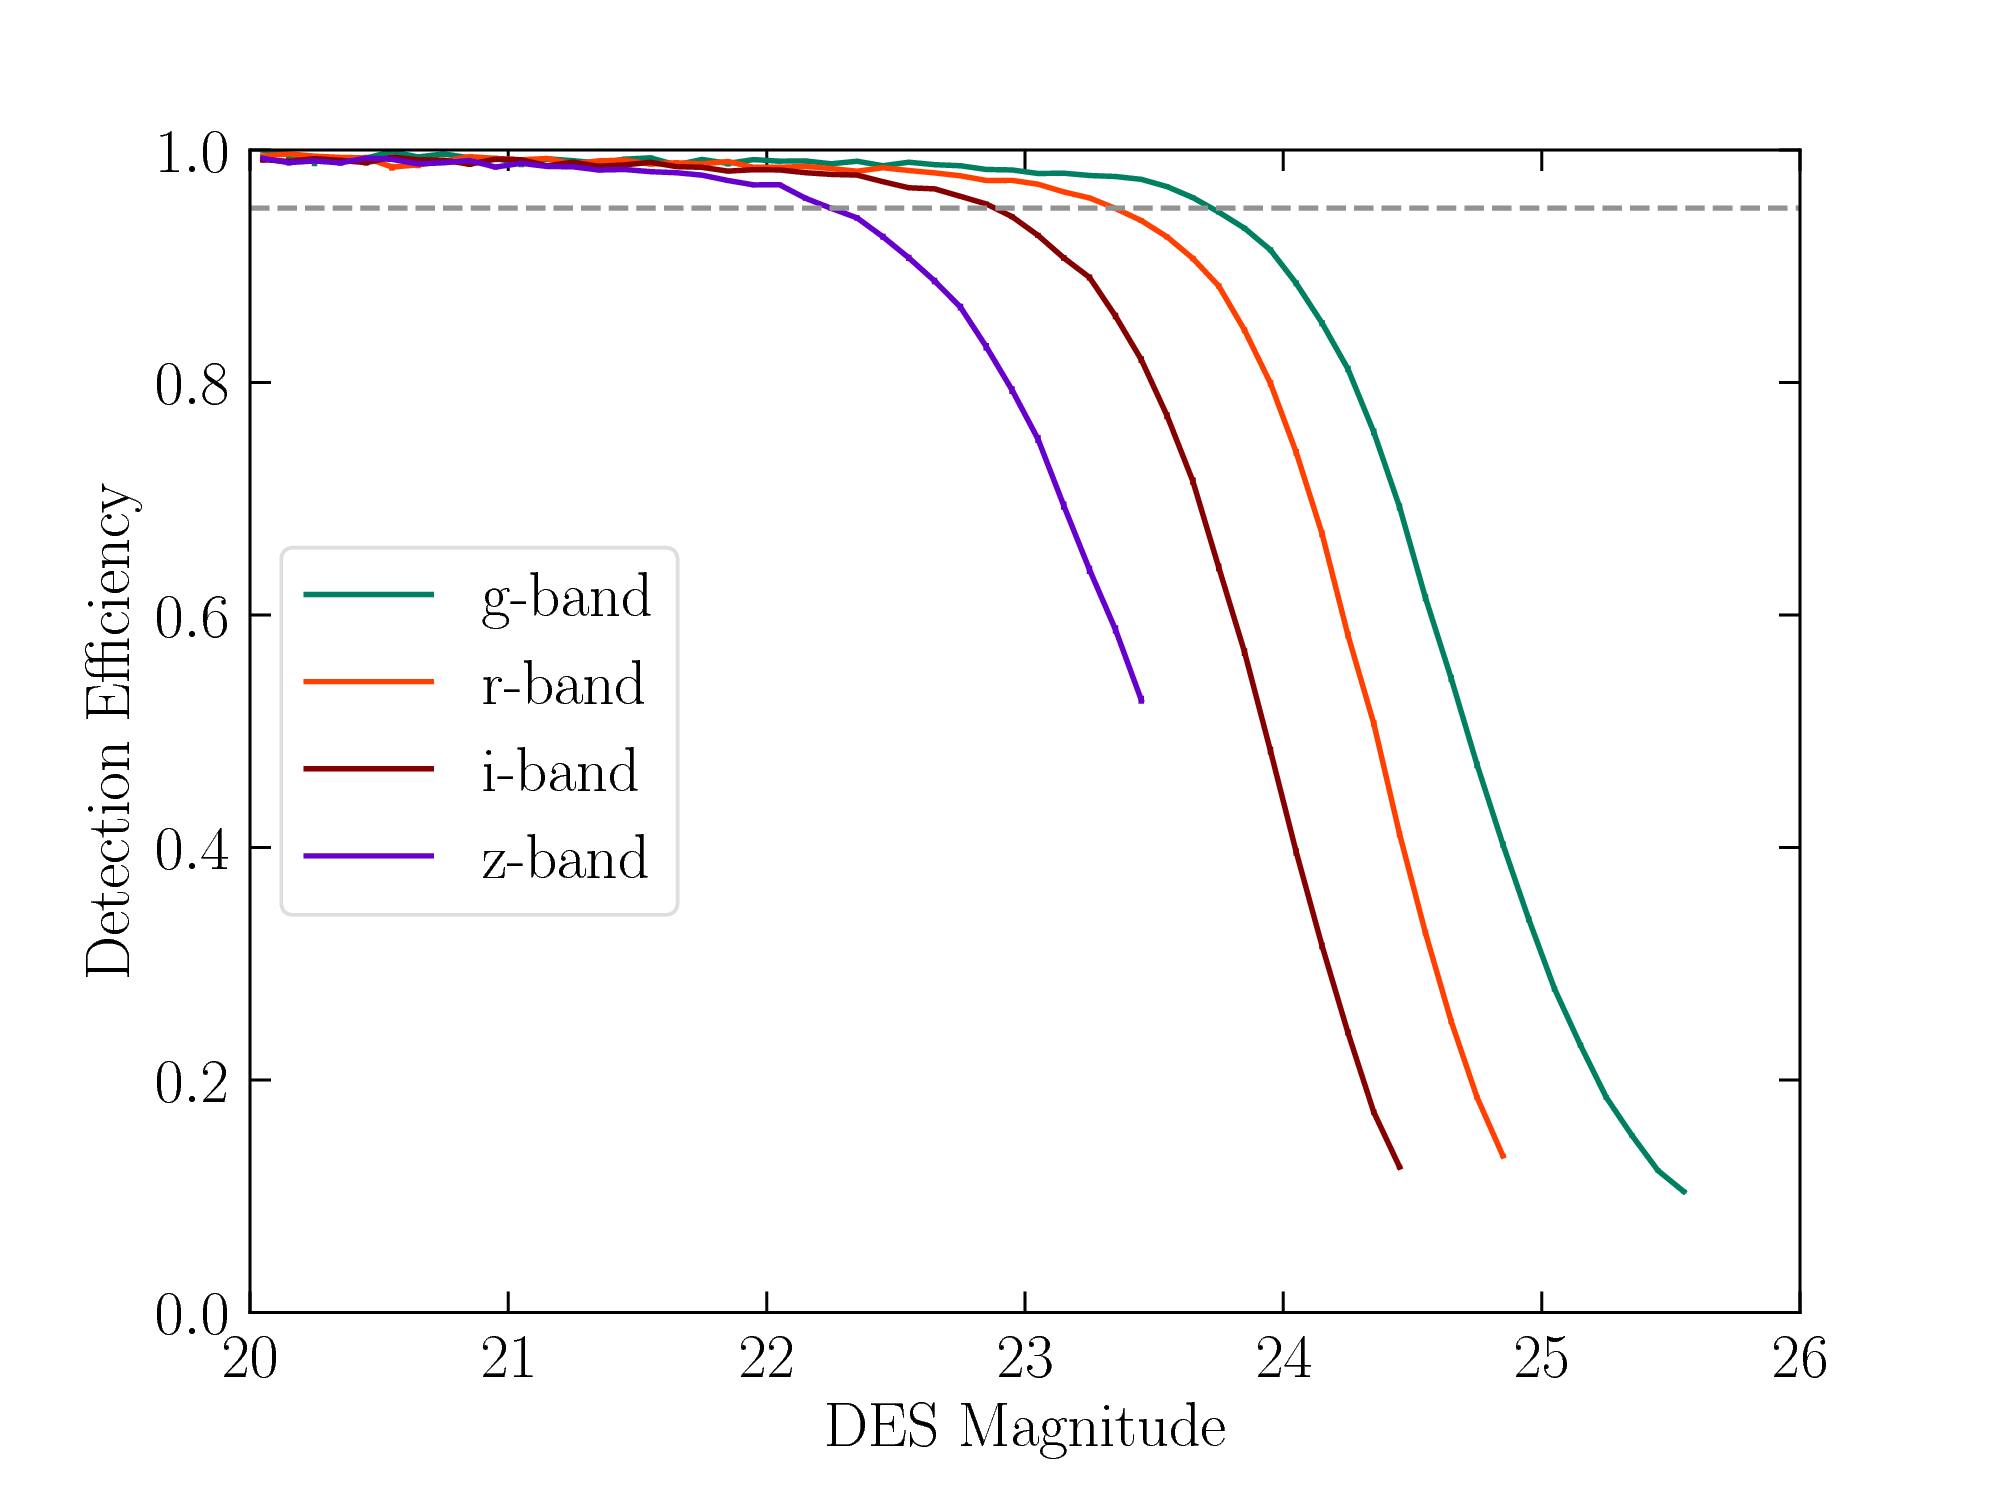 1.0
0.8
0.6
0.4
0.2
0.0
Detection Efficiency
g-band
r-band
i-band
z-band
20 21 22 23 24 25 26
DES Magnitude